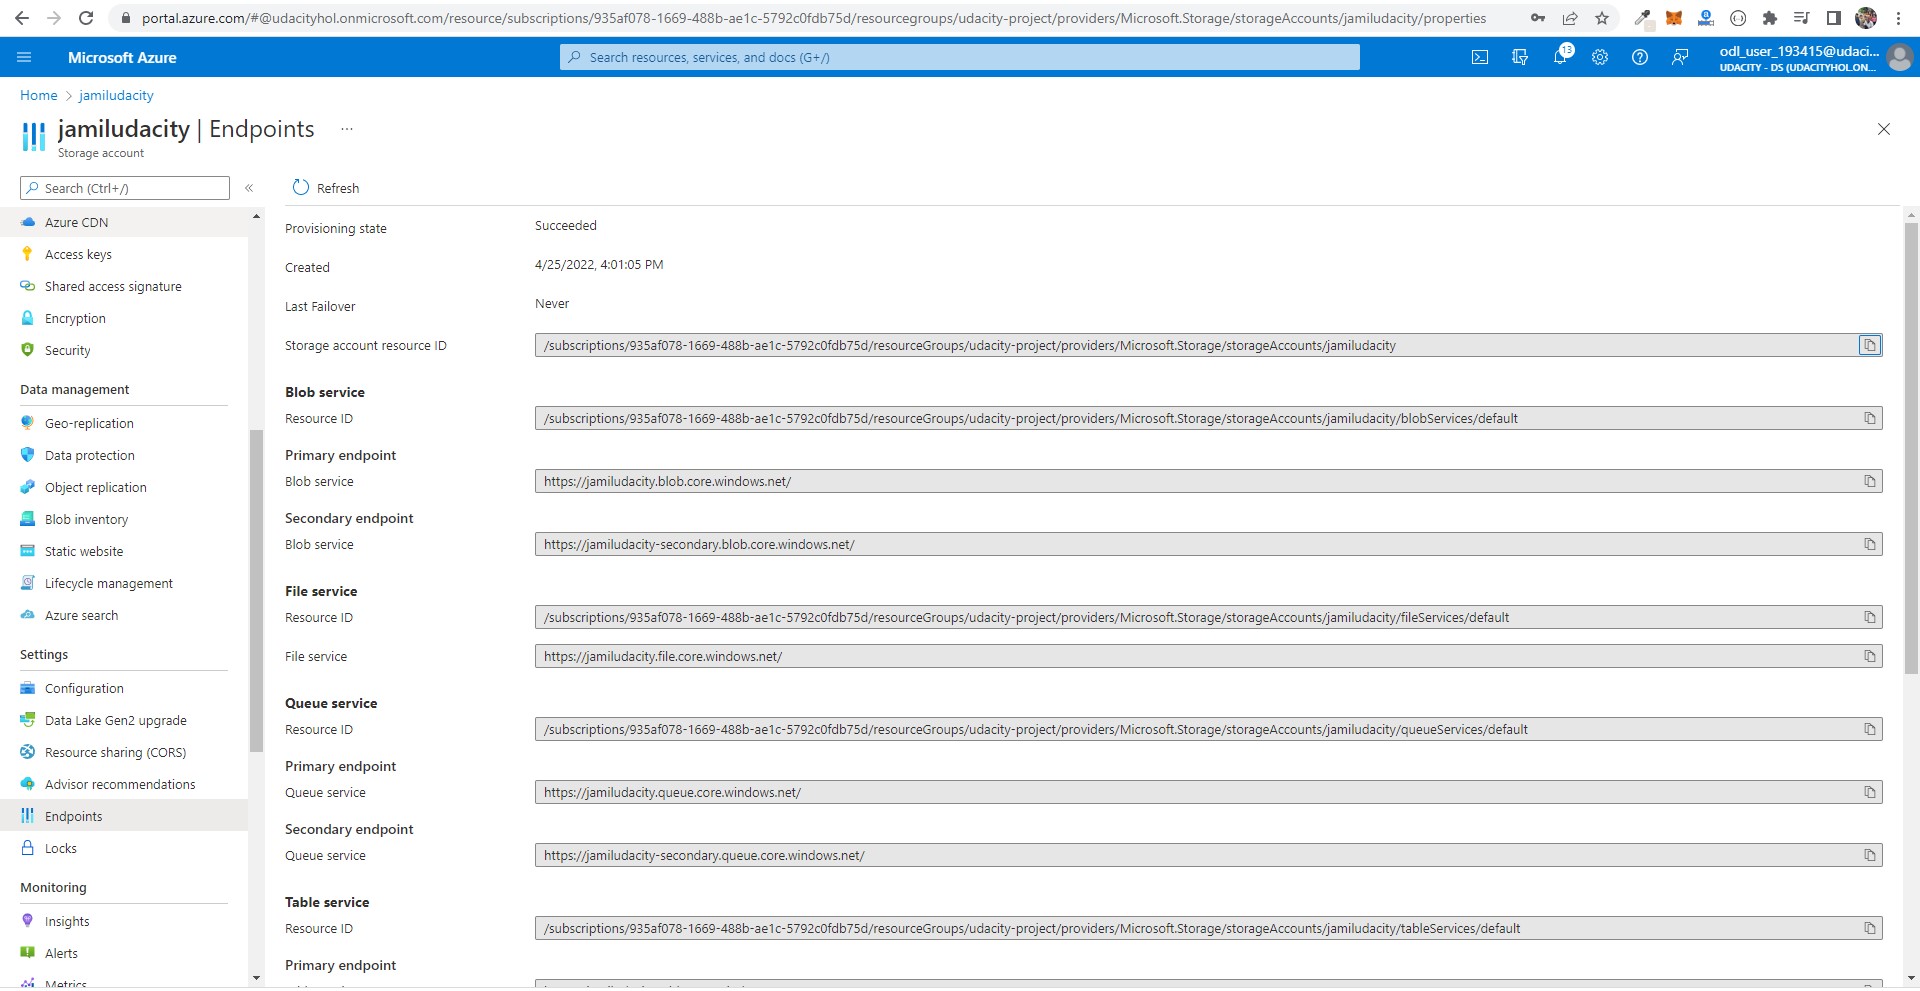 portal.azure.com/#@udacityhol.onmicrosoft.com/resource/subscriptions/935af078-1669-488b-ae1c-5792c0fdb75d/resourcegroups/udacity-project/providers/Microsoft.Storage/storageAccounts/jamiludacity/properties
Microsoft Azure
Search resources, services, and docs (G+/)
13
odl_user_193415@udaci...
UDACITY - DS (UDACITYHOL.ON...
Home > jamiludacity
jamiludacity | Endpoints ...
Storage account
Search (Ctrl+/)
«
Azure CDN
Access keys
Shared access signature
Encryption
Security
Data management
Geo-replication
Data protection
Object replication
Blob inventory
Static website
Lifecycle management
Azure search
Settings
Configuration
Data Lake Gen2 upgrade
Resource sharing (CORS)
Advisor recommendations
Endpoints
Locks
Monitoring
Insights
Alerts
Metrics
Refresh
Provisioning state Succeeded
Created 4/25/2022, 4:01:05 PM
Last Failover Never
Storage account resource ID /subscriptions/935af078-1669-488b-ae1c-5792c0fdb75d/resourceGroups/udacity-project/providers/Microsoft.Storage/storageAccounts/jamiludacity
Blob service
Resource ID /subscriptions/935af078-1669-488b-ae1c-5792c0fdb75d/resourceGroups/udacity-project/providers/Microsoft.Storage/storageAccounts/jamiludacity/blobServices/default
Primary endpoint
Blob service https://jamiludacity.blob.core.windows.net/
Secondary endpoint
Blob service https://jamiludacity-secondary.blob.core.windows.net/
File service
Resource ID /subscriptions/935af078-1669-488b-ae1c-5792c0fdb75d/resourceGroups/udacity-project/providers/Microsoft.Storage/storageAccounts/jamiludacity/fileServices/default
File service https://jamiludacity.file.core.windows.net/
Queue service
Resource ID /subscriptions/935af078-1669-488b-ae1c-5792c0fdb75d/resourceGroups/udacity-project/providers/Microsoft.Storage/storageAccounts/jamiludacity/queueServices/default
Primary endpoint
Queue service https://jamiludacity.queue.core.windows.net/
Secondary endpoint
Queue service https://jamiludacity-secondary.queue.core.windows.net/
Table service
Resource ID /subscriptions/935af078-1669-488b-ae1c-5792c0fdb75d/resourceGroups/udacity-project/providers/Microsoft.Storage/storageAccounts/jamiludacity/tableServices/default
Primary endpoint